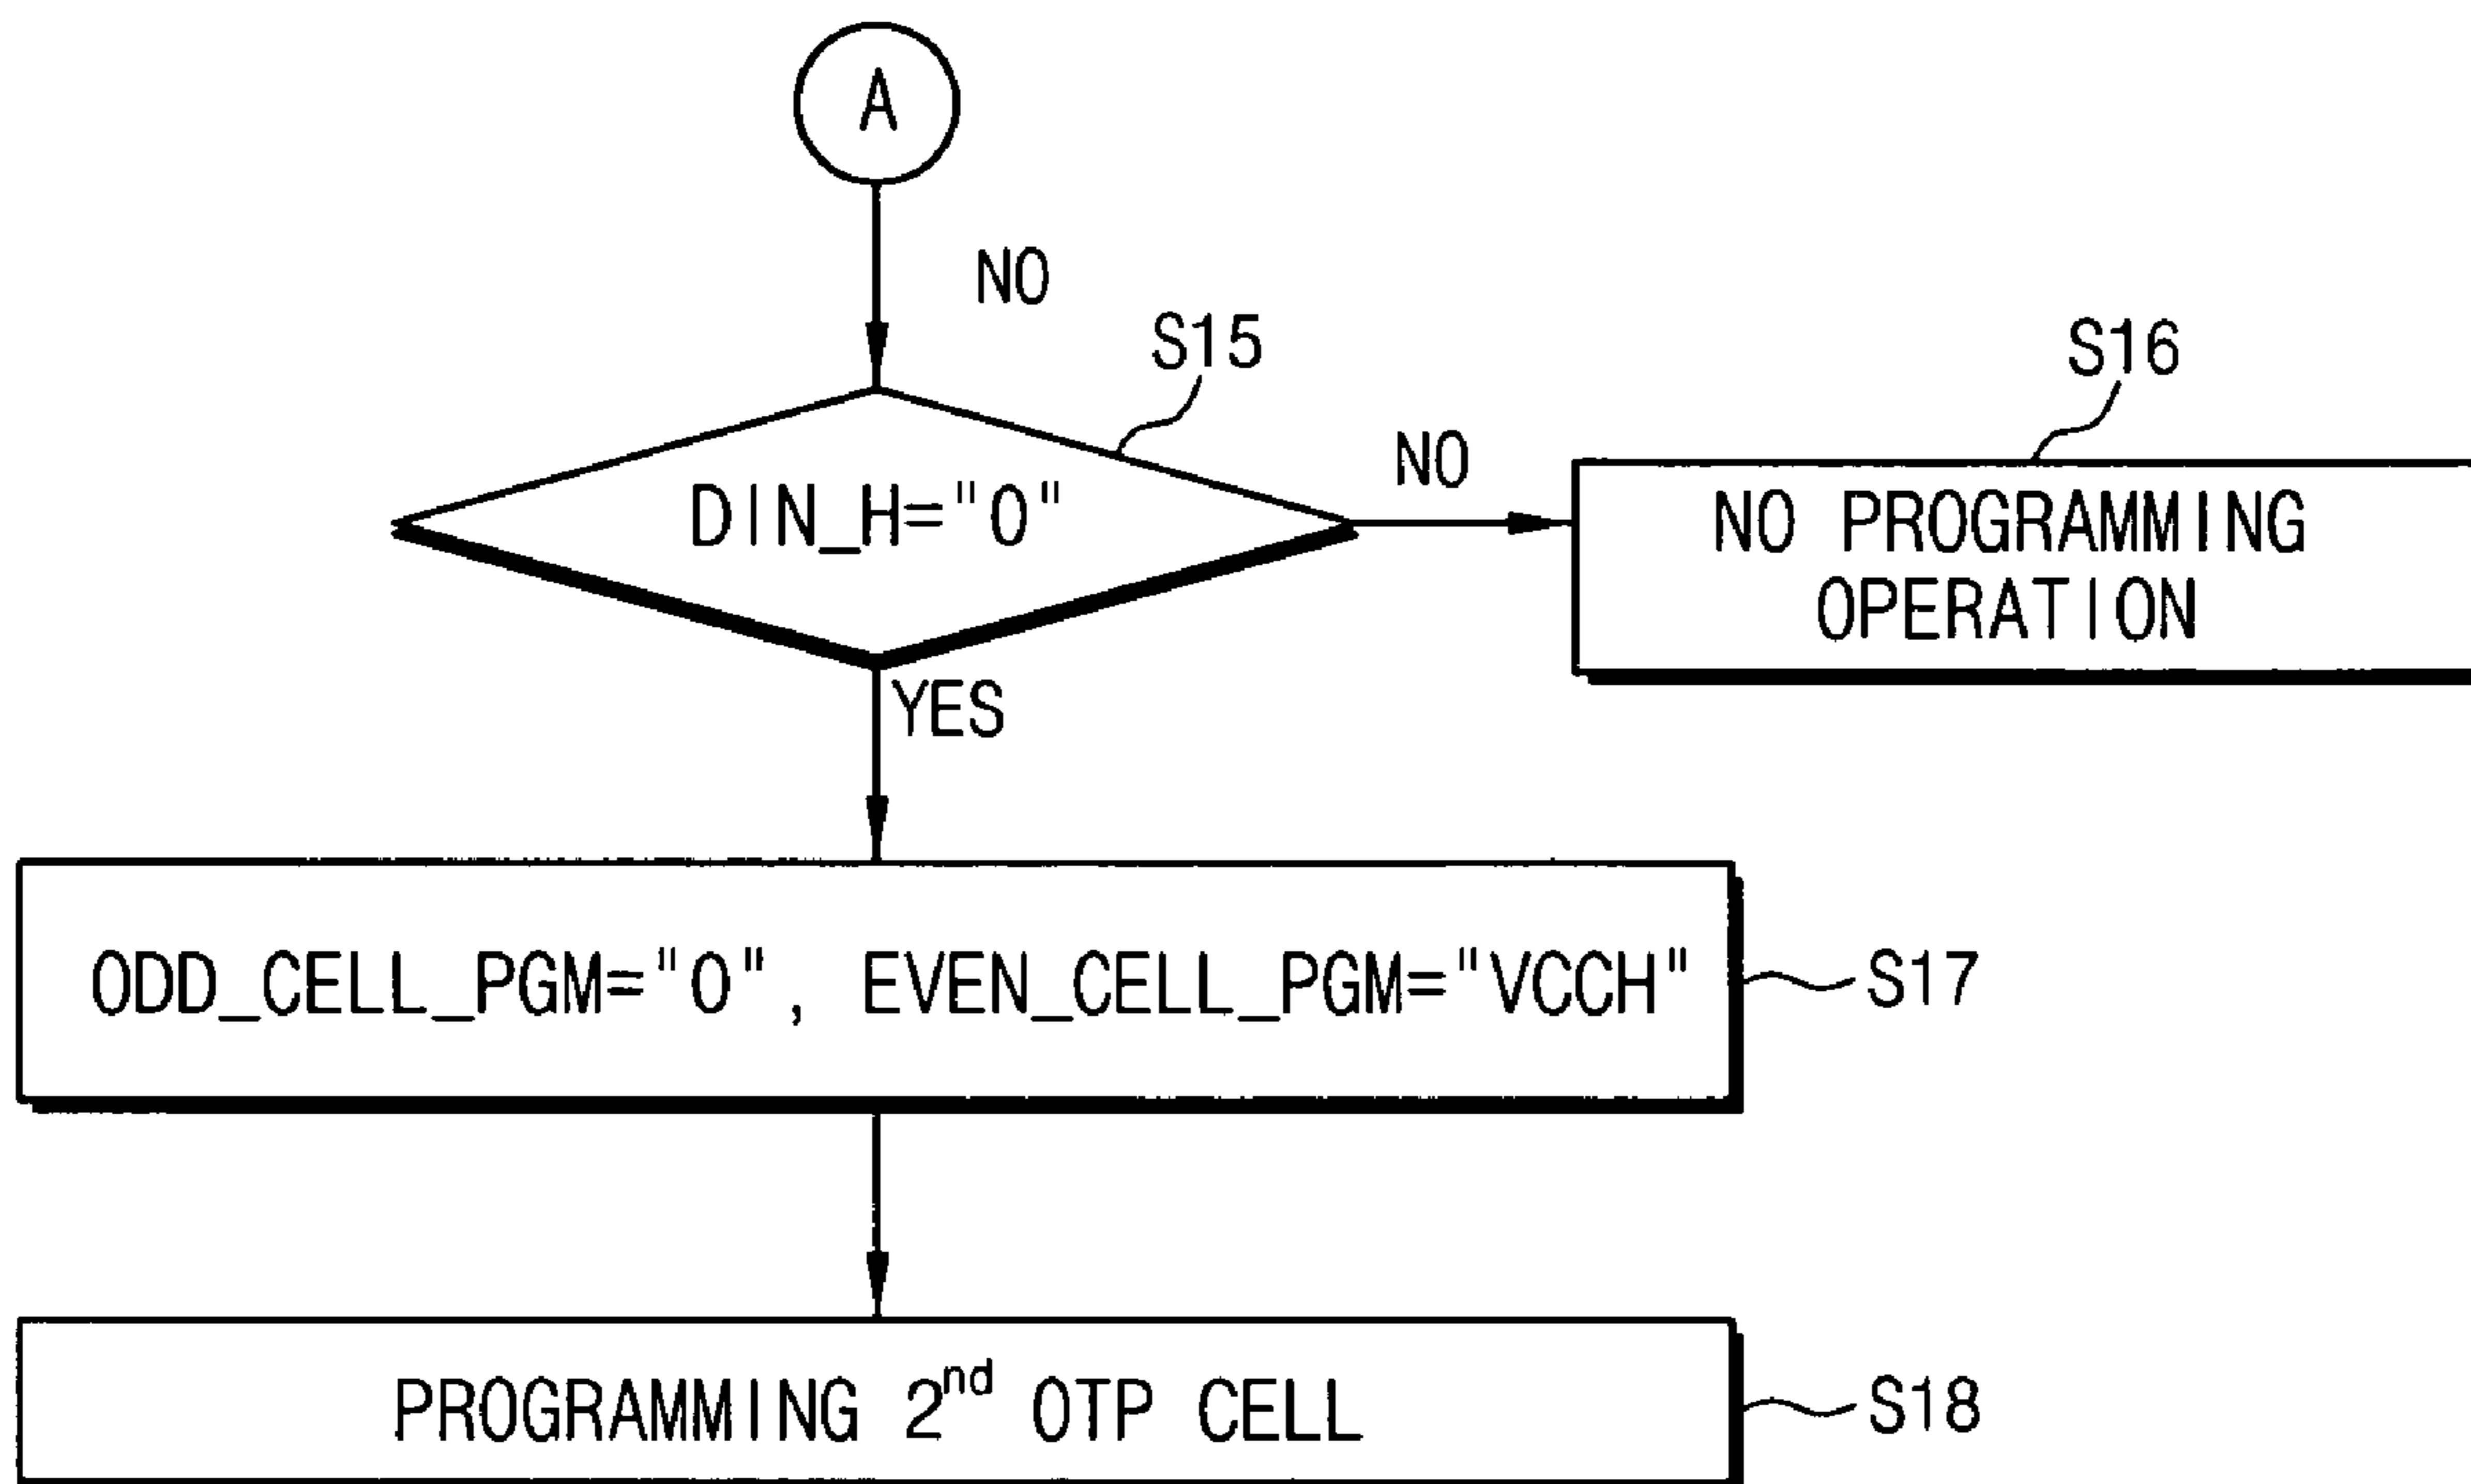 A
NO
S15
S16
NO
DIN_H="0"
NO PROGRAMMING
OPERATION
YES
ODD_CELL_PGM="0", EVEN_CELL_PGM="VCCH"
S17
PROGRAMMING 2nd OTP CELL
S18